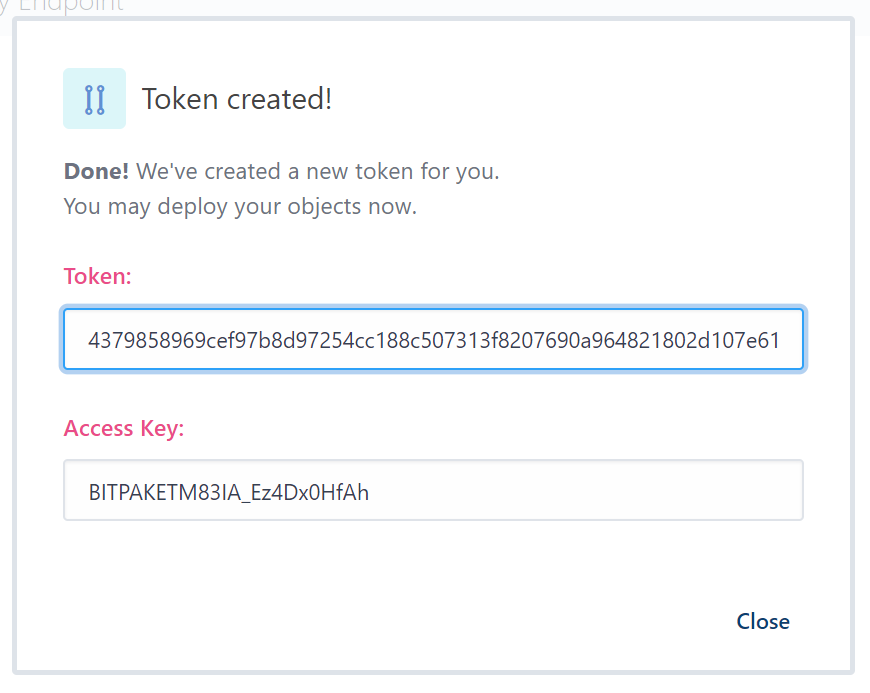 y Endpoint
Token created!
Done! We've created a new token for you.
You may deploy your objects now.
Token:
4379858969cef97b8d97254cc188c507313f8207690a964821802d107e61
Access Key:
BITPAKETM83IA_Ez4Dx0HfAh
Close